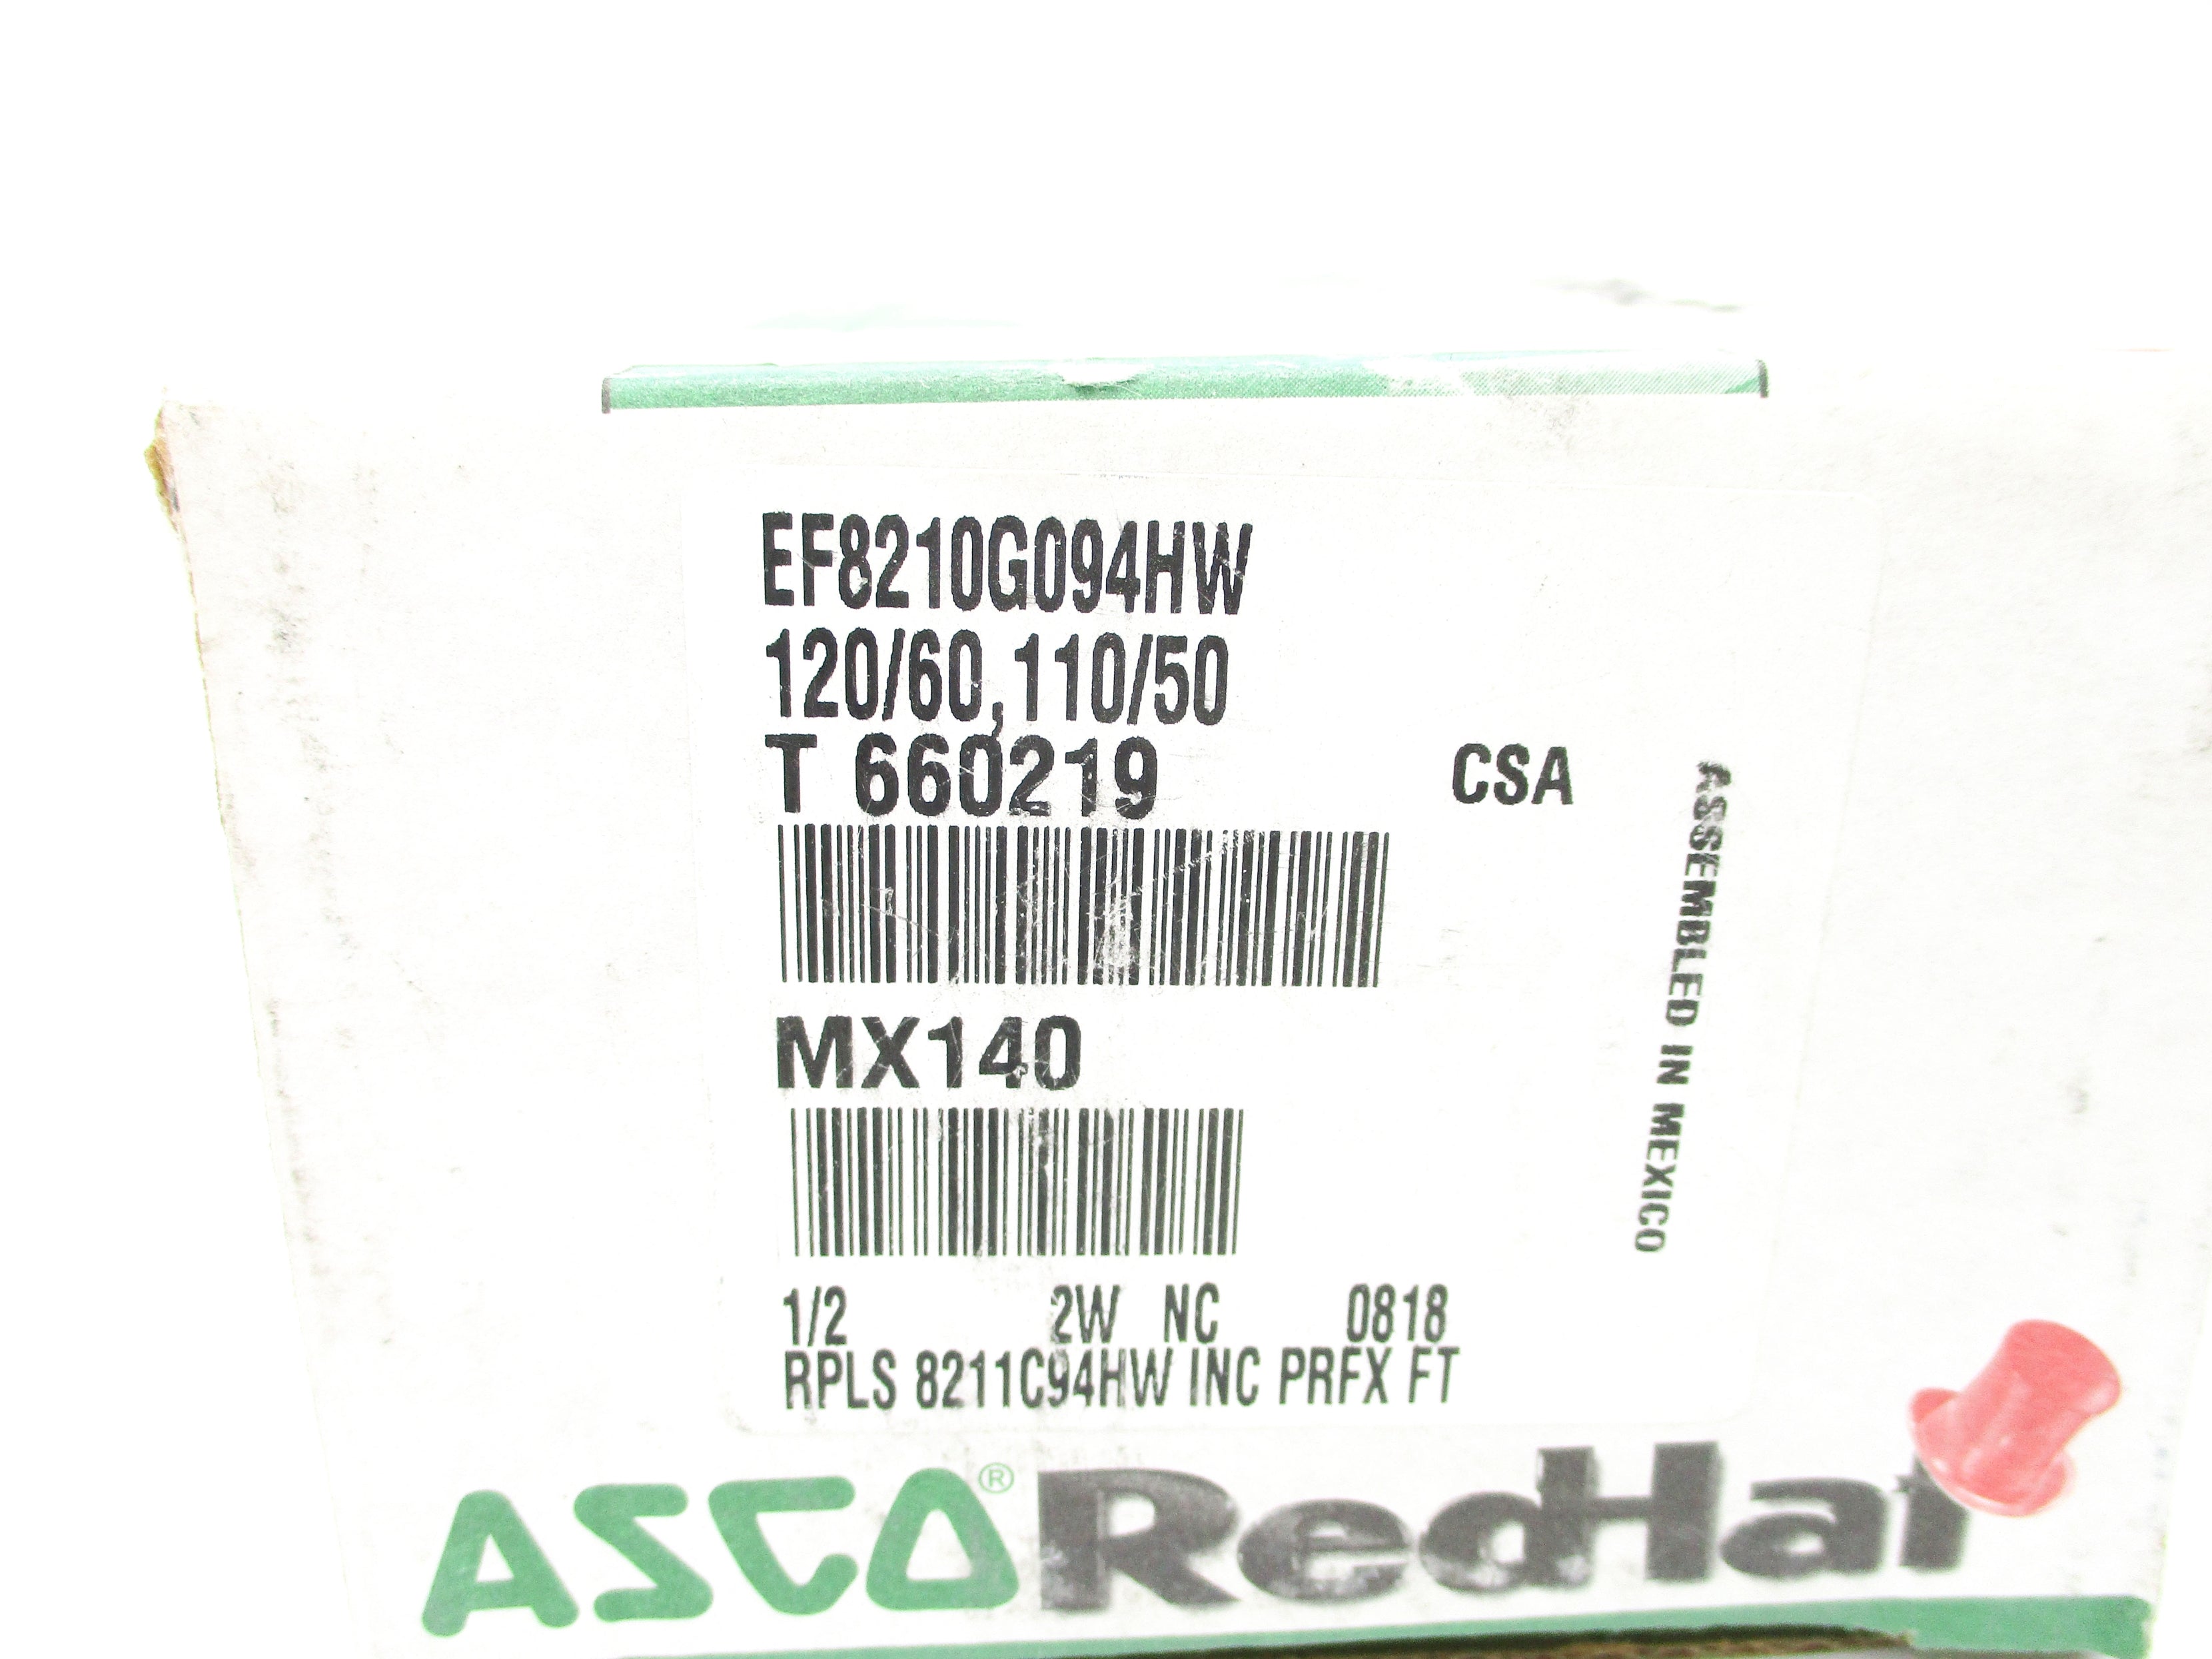 EF8210G094HW
120/60,110/50
T 660219
CSA
ASSEMBLED IN MEXICO
MX140
1/2 2W NC 0818
RPLS 8211C94HW INC PRFX FT
ASCO® RedHat